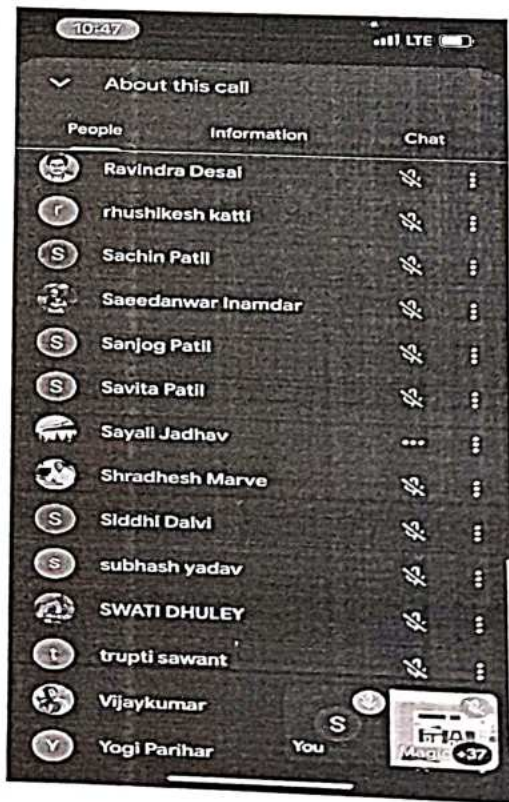 10:47
LTE
About this call
People Information Chat
Ravindra Desai
r rhushikesh katti
S Sachin Patil
Saeedanwar Inamdar
S Sanjog Patil
S Savita Patil
Sayali Jadhav
Shradhesh Marve
S Siddhi Dalvi
s subhash yadav
SWATI DHULEY
t trupti sawant
Vijaykumar
S
Y Yogi Parihar You Magic +37